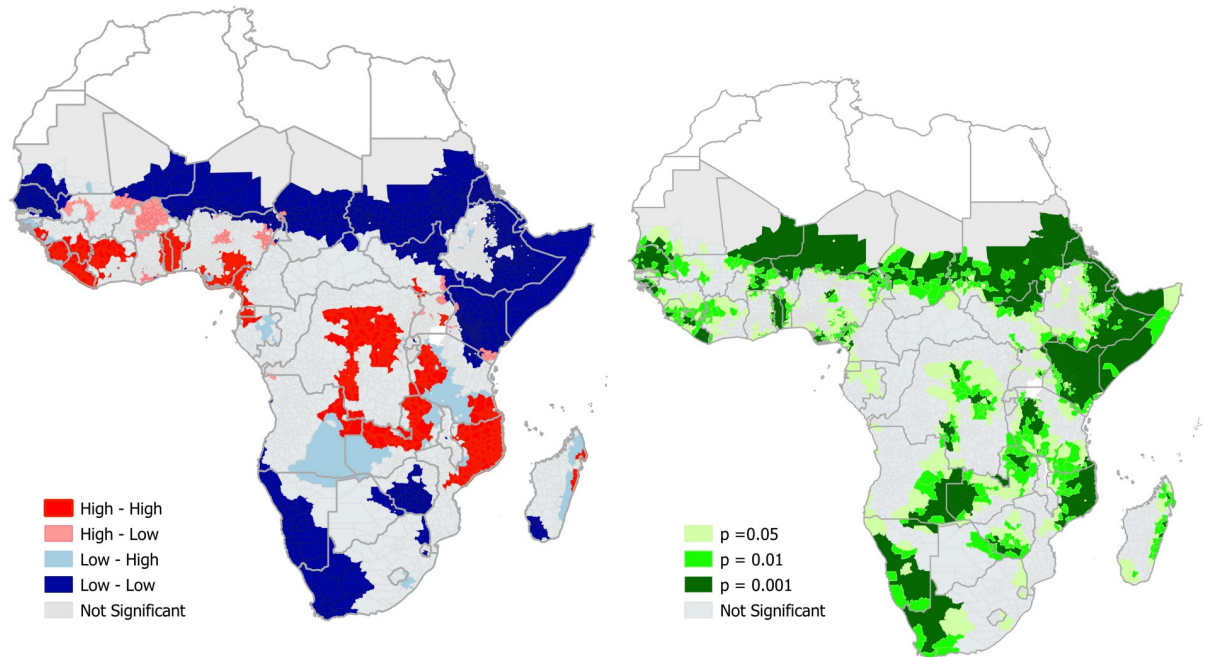 High - High
High - Low
Low - High
Low - Low
Not Significant
p =0.05
p = 0.01
p = 0.001
Not Significant